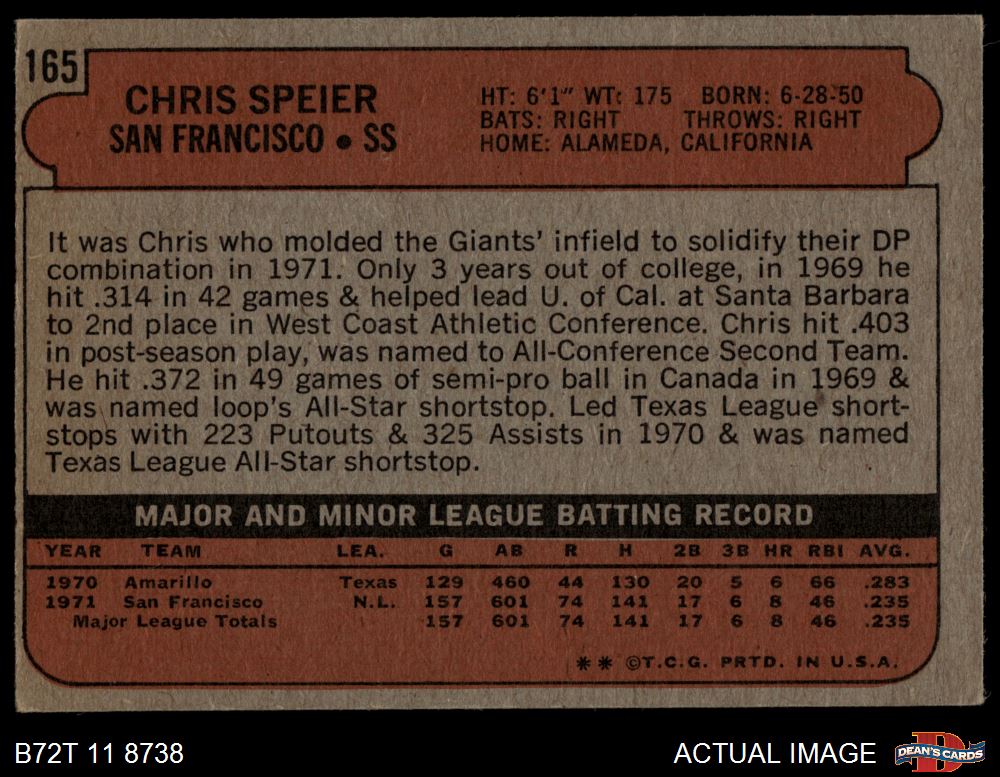 165
CHRIS SPEIER
SAN FRANCISCO • SS
HT: 6'1" WT: 175 BORN: 6-28-50
BATS: RIGHT THROWS: RIGHT
HOME: ALAMEDA, CALIFORNIA
It was Chris who molded the Giants' infield to solidify their DP
combination in 1971. Only 3 years out of college, in 1969 he
hit .314 in 42 games & helped lead U. of Cal. at Santa Barbara
to 2nd place in West Coast Athletic Conference. Chris hit .403
in post-season play, was named to All-Conference Second Team.
He hit .372 in 49 games of semi-pro ball in Canada in 1969 &
was named loop's All-Star shortstop. Led Texas League short-
stops with 223 Putouts & 325 Assists in 1970 & was named
Texas League All-Star shortstop.
MAJOR AND MINOR LEAGUE BATTING RECORD
YEAR TEAM LEA. G AB R H 2B 3B HR RBI AVG.
1970 Amarillo Texas 129 460 44 130 20 5 6 66 .283
1971 San Francisco N.L. 157 601 74 141 17 6 8 46 .235
Major League Totals 157 601 74 141 17 6 8 46 .235
** ©T.C.G. PRTD. IN U.S.A.
B72T 11 8738
ACTUAL IMAGE
D
DEAN'S CARDS